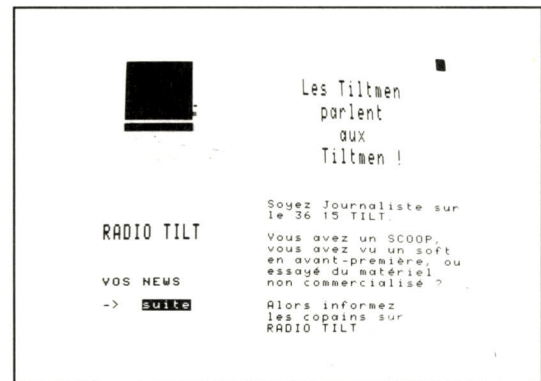 Les Tiltmen
parlent
aux
Tiltmen !
RADIO TILT
VOS NEWS
-> suite
Soyez Journaliste sur
le 36 15 TILT.
Vous avez un SCOOP,
vous avez vu un soft
en avant-première, ou
essayé du matériel
non commercialisé ?
Alors informez
les copains sur
RADIO TILT